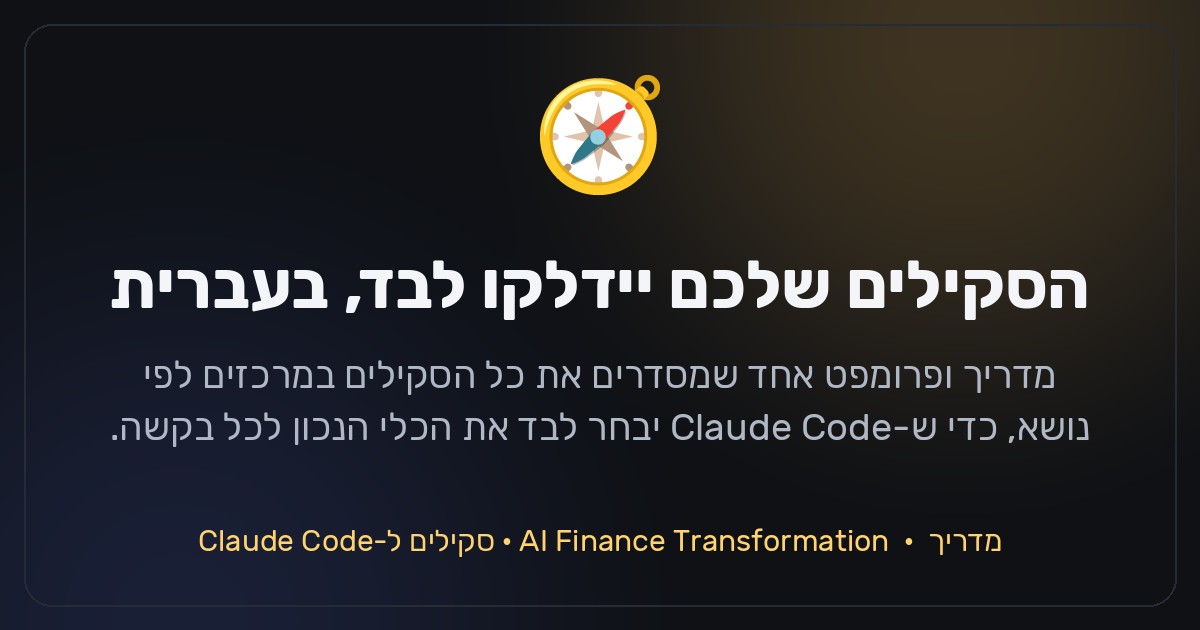 הסקילים שלכם יידלקו לבד, בעברית
מדריך ופרומפט אחד שמסדרים את כל הסקילים במרכזים לפי
נושא, כדי ש-Claude Code יבחר לבד את הכלי הנכון לכל בקשה.
מדריך • AI Finance Transformation • סקילים ל-Claude Code